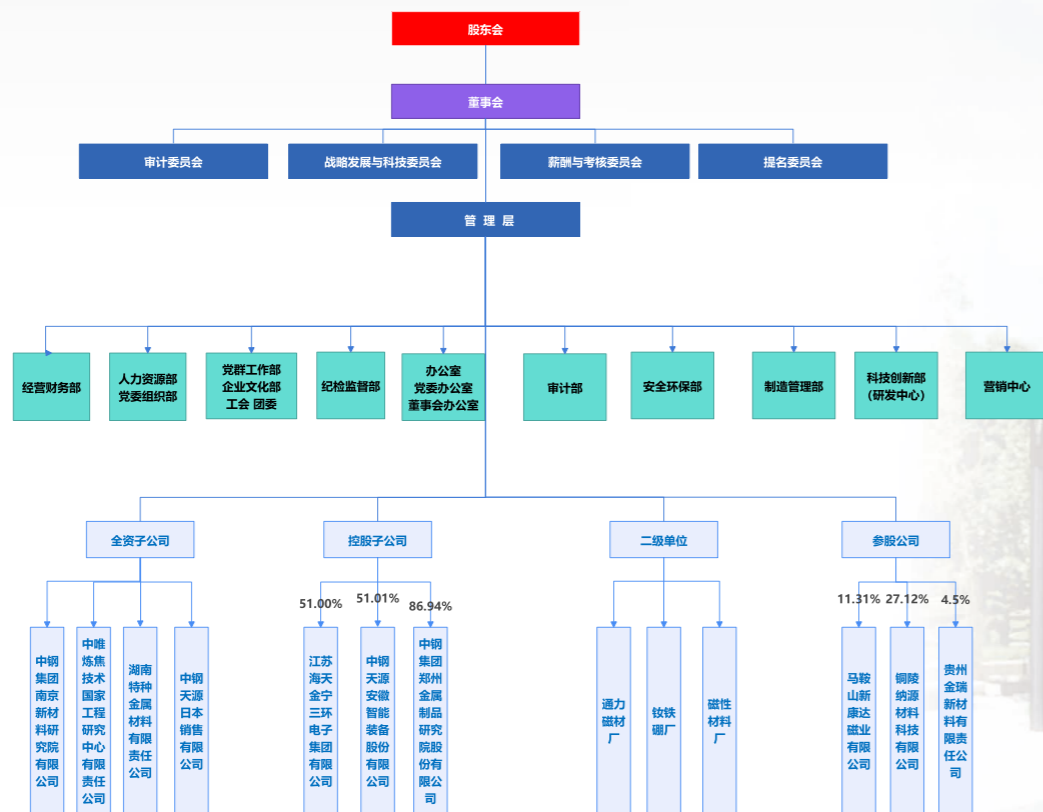 股东会
董事会
审计委员会
战略发展与科技委员会
薪酬与考核委员会
提名委员会
管 理 层
经营财务部
人力资源部
党委组织部
党群工作部
企业文化部
工会 团委
纪检监督部
办公室
党委办公室
董事会办公室
审计部
安全环保部
制造管理部
科技创新部
(研发中心)
营销中心
全资子公司
控股子公司
二级单位
参股公司
51.00%
51.01%
86.94%
11.31%
27.12%
4.5%
中钢
集团
南京
新材
料研
究院
有限
公司
中唯
炼焦
技术
国家
工程
研究
中心
有限
责任
公司
湖南
特种
金属
材料
有限
责任
公司
中钢
天源
日本
销售
有限
公司
江苏
海天
金宁
三环
电子
集团
有限
公司
中钢
天源
安徽
智能
装备
股份
有限
公司
中钢
集团
郑州
金属
制品
研究
院股
份有
限公
司
通力
磁材
厂
钕铁
硼厂
磁性
材料
厂
马鞍
山新
康达
磁业
有限
公司
铜陵
纳源
材料
科技
有限
公司
贵州
金瑞
新材
料有
限责
任公
司